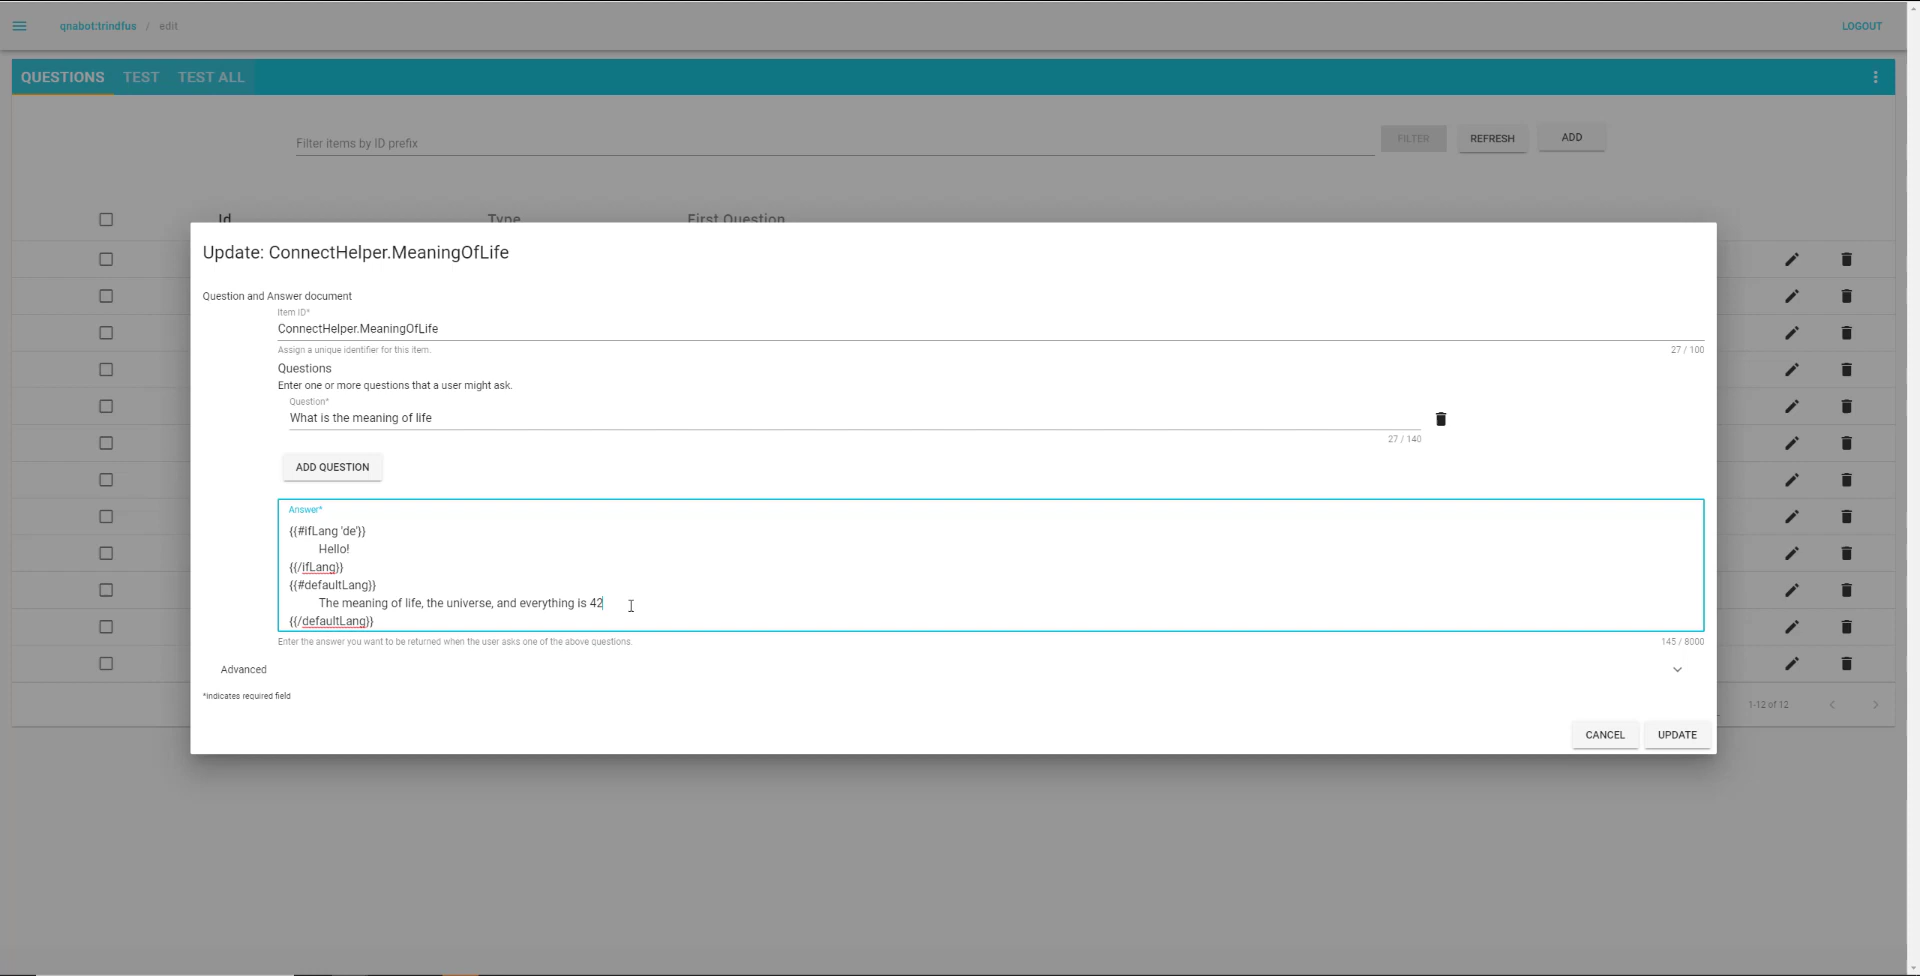 qnabot:trindfus / edit
LOGOUT
QUESTIONS TEST TEST ALL
Filter items by ID prefix
FILTER REFRESH ADD
Id Type First Question
Update: ConnectHelper.MeaningOfLife
Question and Answer document
Item ID*
ConnectHelper.MeaningOfLife
Assign a unique identifier for this item. 27 / 100
Questions
Enter one or more questions that a user might ask.
Question*
What is the meaning of life
27 / 140
ADD QUESTION
Answer*
{{#ifLang 'de'}}
Hello!
{{/ifLang}}
{{#defaultLang}}
The meaning of life, the universe, and everything is 42
{{/defaultLang}}
Enter the answer you want to be returned when the user asks one of the above questions. 145 / 8000
Advanced
*indicates required field
1-12 of 12
CANCEL UPDATE